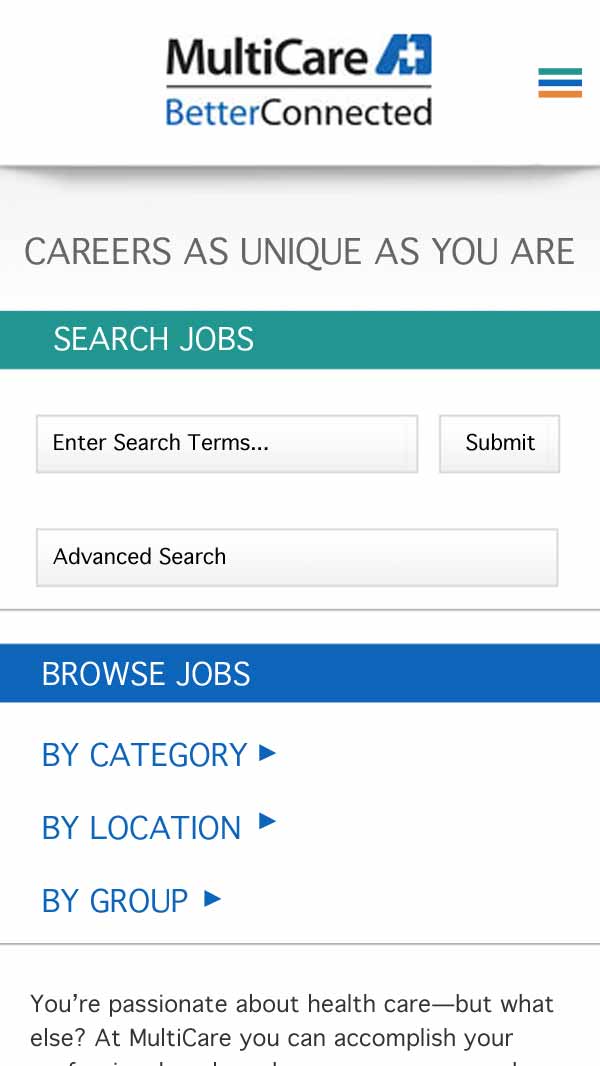 MultiCare
BetterConnected
CAREERS AS UNIQUE AS YOU ARE
SEARCH JOBS
Enter Search Terms... Submit
Advanced Search
BROWSE JOBS
BY CATEGORY ►
BY LOCATION ►
BY GROUP ►
You’re passionate about health care—but what
else? At MultiCare you can accomplish your